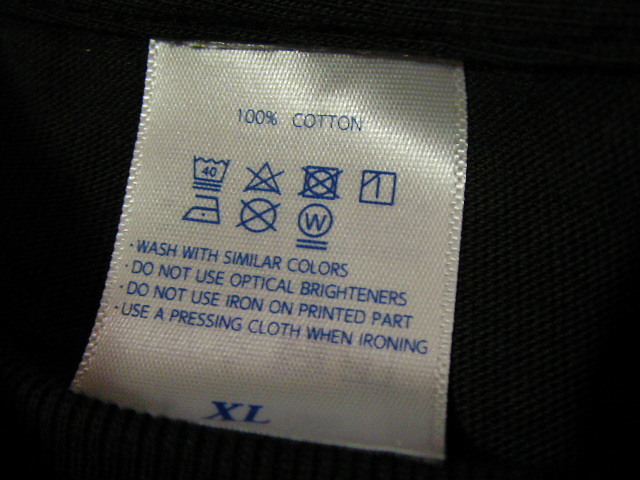 100% COTTON
40
W
·WASH WITH SIMILAR COLORS
·DO NOT USE OPTICAL BRIGHTENERS
·DO NOT USE IRON ON PRINTED PART
·USE A PRESSING CLOTH WHEN IRONING
XL